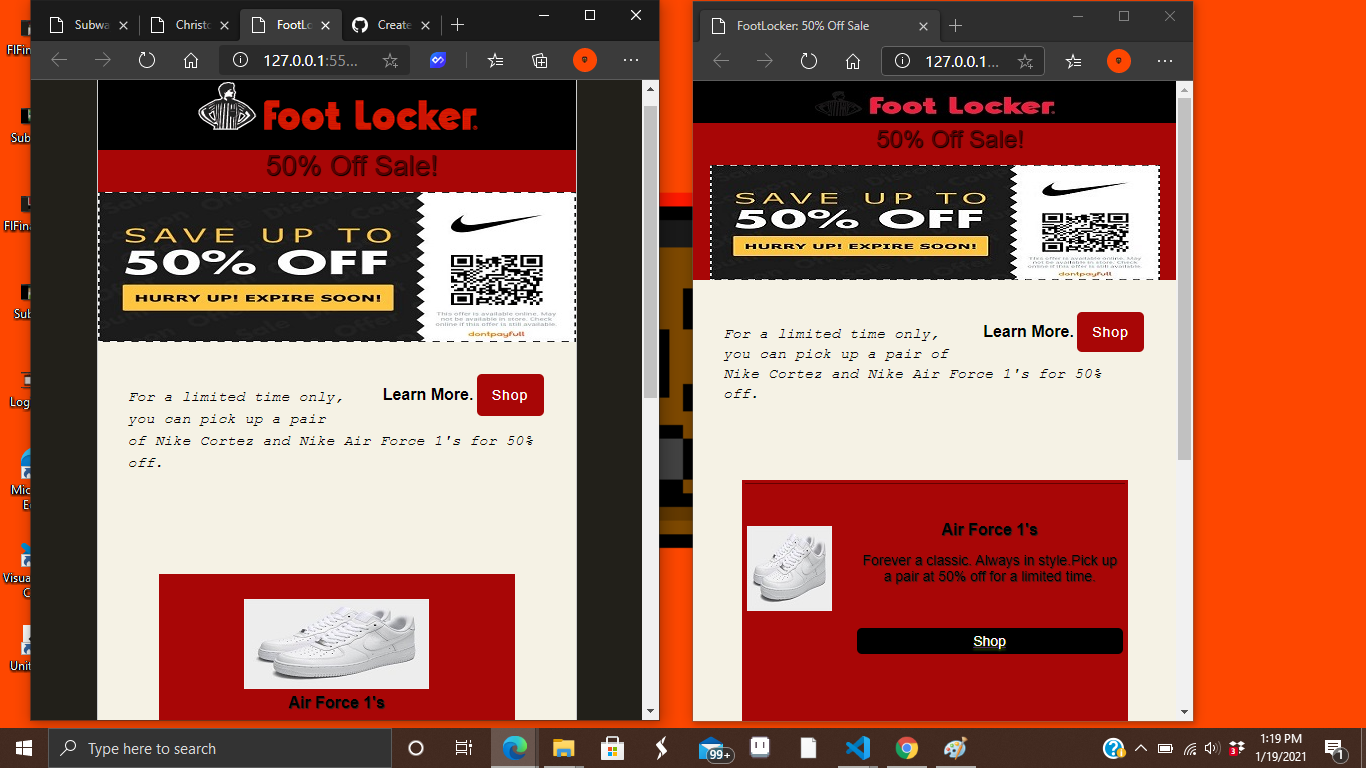 Subwa
Christo
FootLo
Create
127.0.0.1:55...
Foot Locker
50% Off Sale!
SAVE UP TO
50% OFF
HURRY UP! EXPIRE SOON!
This offer is available online. May
not be available in store. Check
online if this offer is still available.
dontpayfull
For a limited time only,
you can pick up a pair
of Nike Cortez and Nike Air Force 1's for 50%
off.
Learn More. Shop
Air Force 1's
FootLocker: 50% Off Sale
127.0.0.1...
Foot Locker
50% Off Sale!
SAVE UP TO
50% OFF
HURRY UP! EXPIRE SOON!
This offer is available online. May
not be available in store. Check
online if this offer is still available.
dontpayfull
For a limited time only,
you can pick up a pair of
Nike Cortez and Nike Air Force 1's for 50%
off.
Learn More. Shop
Air Force 1's
Forever a classic. Always in style.Pick up
a pair at 50% off for a limited time.
Shop
FlFin
Sub
FlFina
Sub
Log
Mic
E
Visua
C
Unit
Type here to search
99+
3
1:19 PM
1/19/2021
1